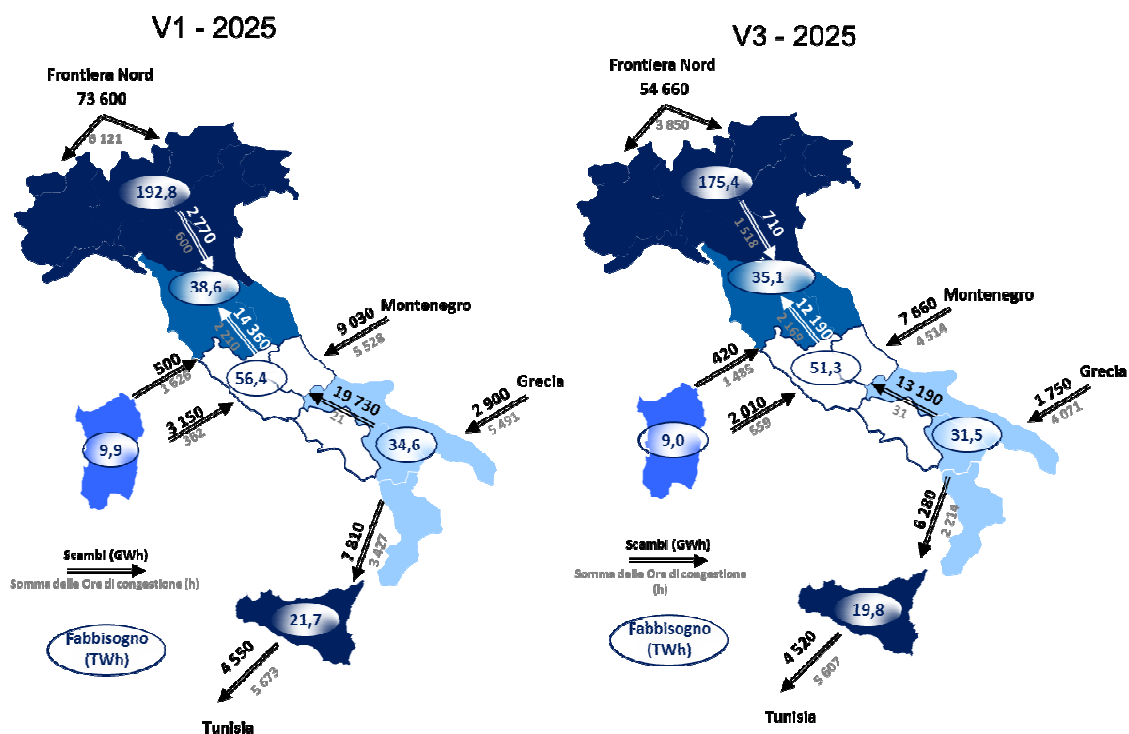 V1 - 2025
Frontiera Nord
73 600
6 121
192,8
2 770
600
38,6
14 360
2 210
Montenegro
9 030
5 528
500
1 626
56,4
19 730
21
Grecia
2 900
5 491
3 150
362
9,9
34,6
7 810
3 427
Scambi (GWh)
Somma delle Ore di congestione (h)
21,7
Fabbisogno
(TWh)
4 550
5 673
Tunisia
V3 - 2025
Frontiera Nord
54 660
3 850
175,4
710
1 518
35,1
12 190
2 169
Montenegro
7 660
4 514
420
1 485
51,3
13 190
31
Grecia
1 750
4 071
2 010
659
9,0
31,5
6 280
2 214
Scambi (GWh)
Somma delle Ore di congestione
(h)
19,8
Fabbisogno
(TWh)
4 520
5 607
Tunisia